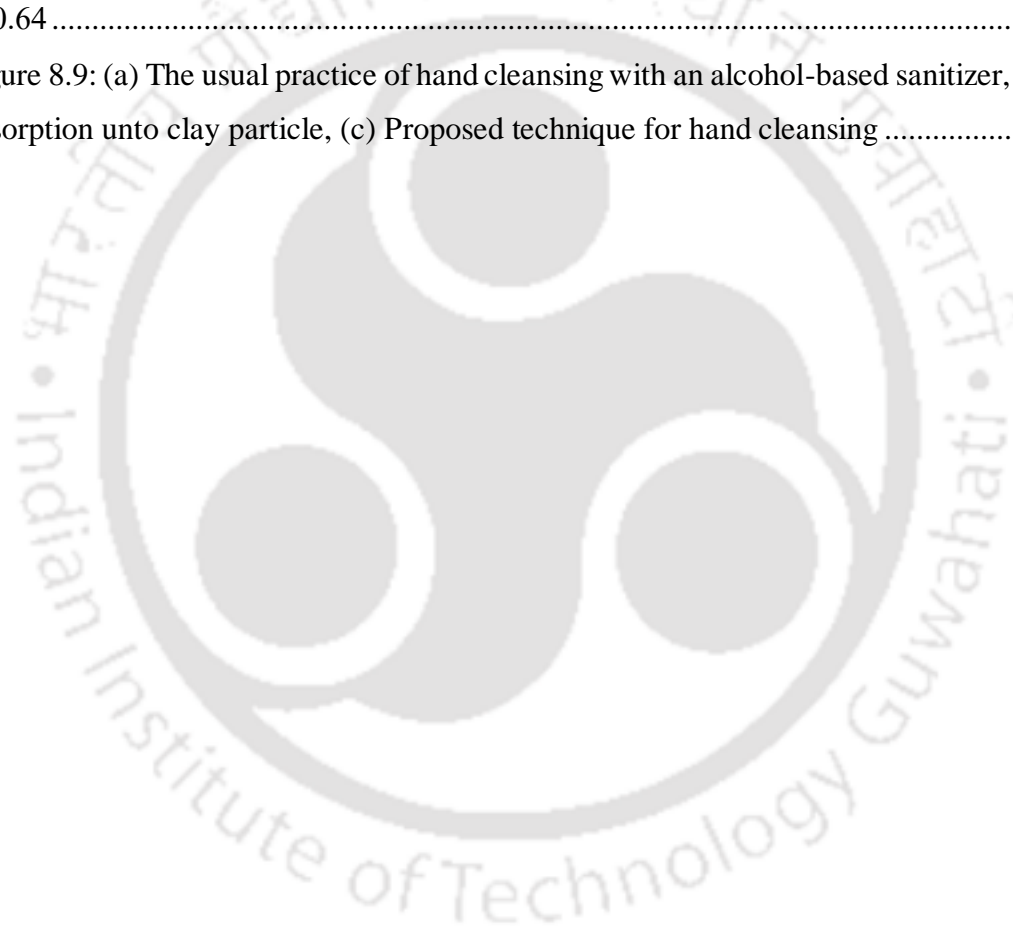 0.64
ure 8.9: (a) The usual practice of hand cleansing with an alcohol-based sanitizer,
sorption unto clay particle, (c) Proposed technique for hand cleansing
Indian Institute of Technology Guwahati